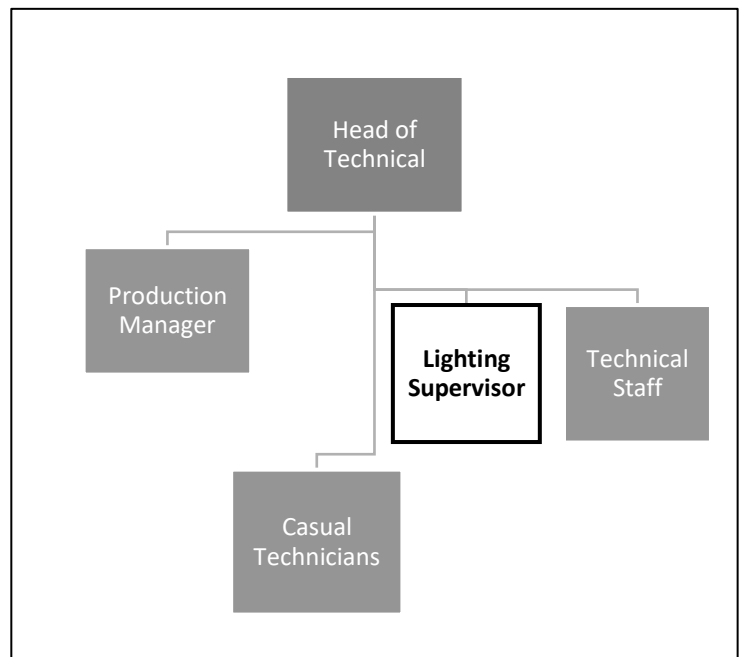 Head of
Technical
Production
Manager
Lighting
Supervisor
Technical
Staff
Casual
Technicians